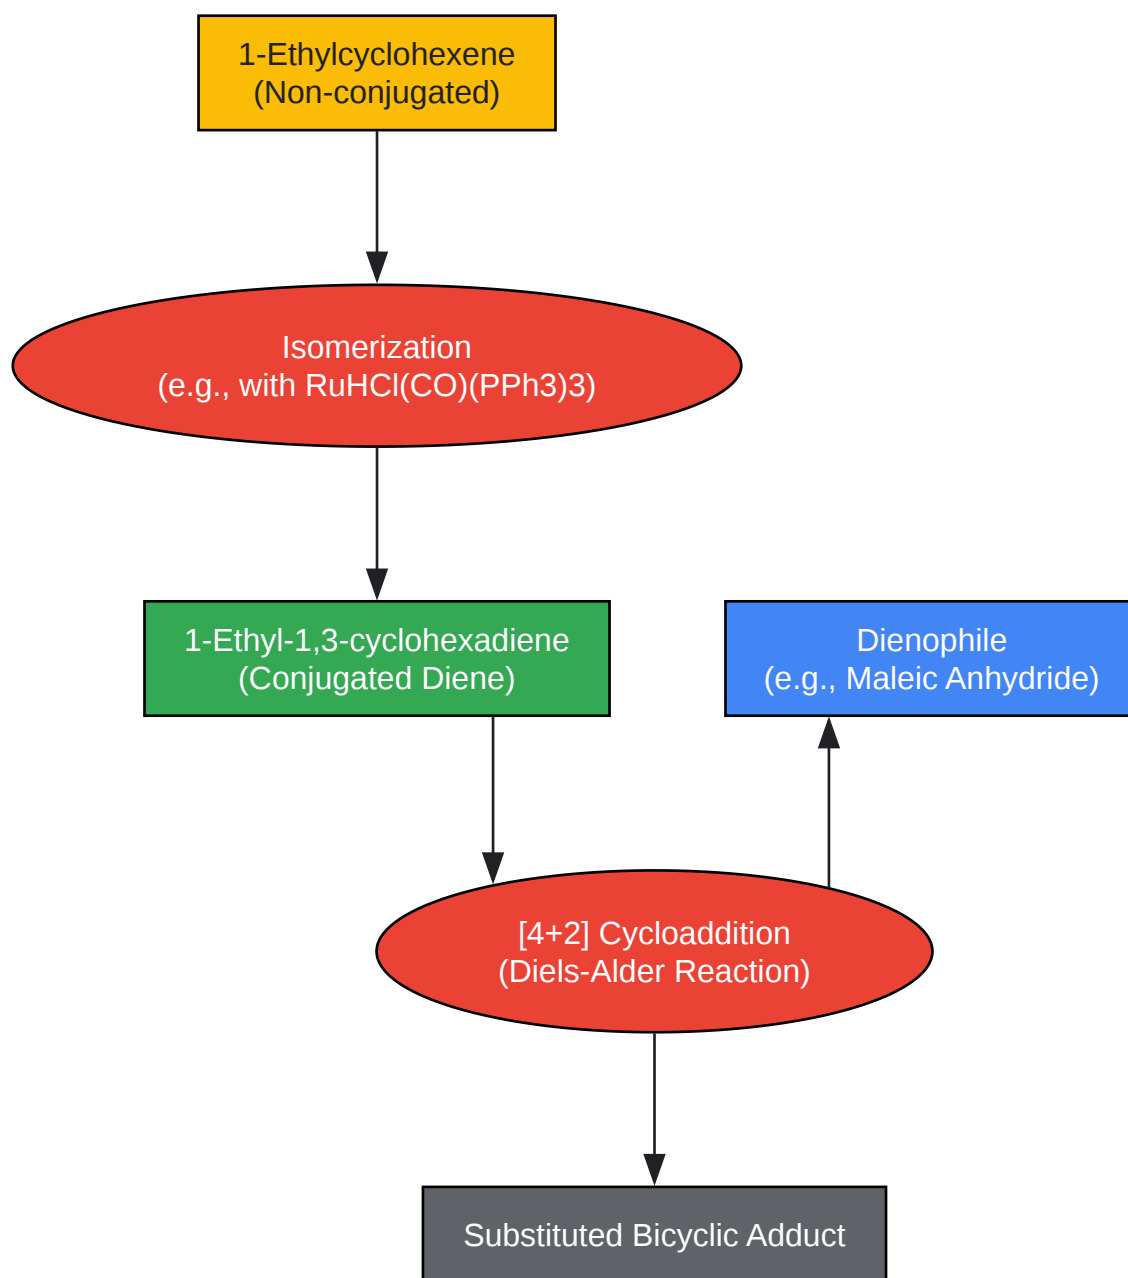 1-Ethylcyclohexene
(Non-conjugated)
Isomerization
(e.g., with RuHCl(CO)(PPh3)3)
1-Ethyl-1,3-cyclohexadiene
(Conjugated Diene)
Dienophile
(e.g., Maleic Anhydride)
[4+2] Cycloaddition
(Diels-Alder Reaction)
Substituted Bicyclic Adduct